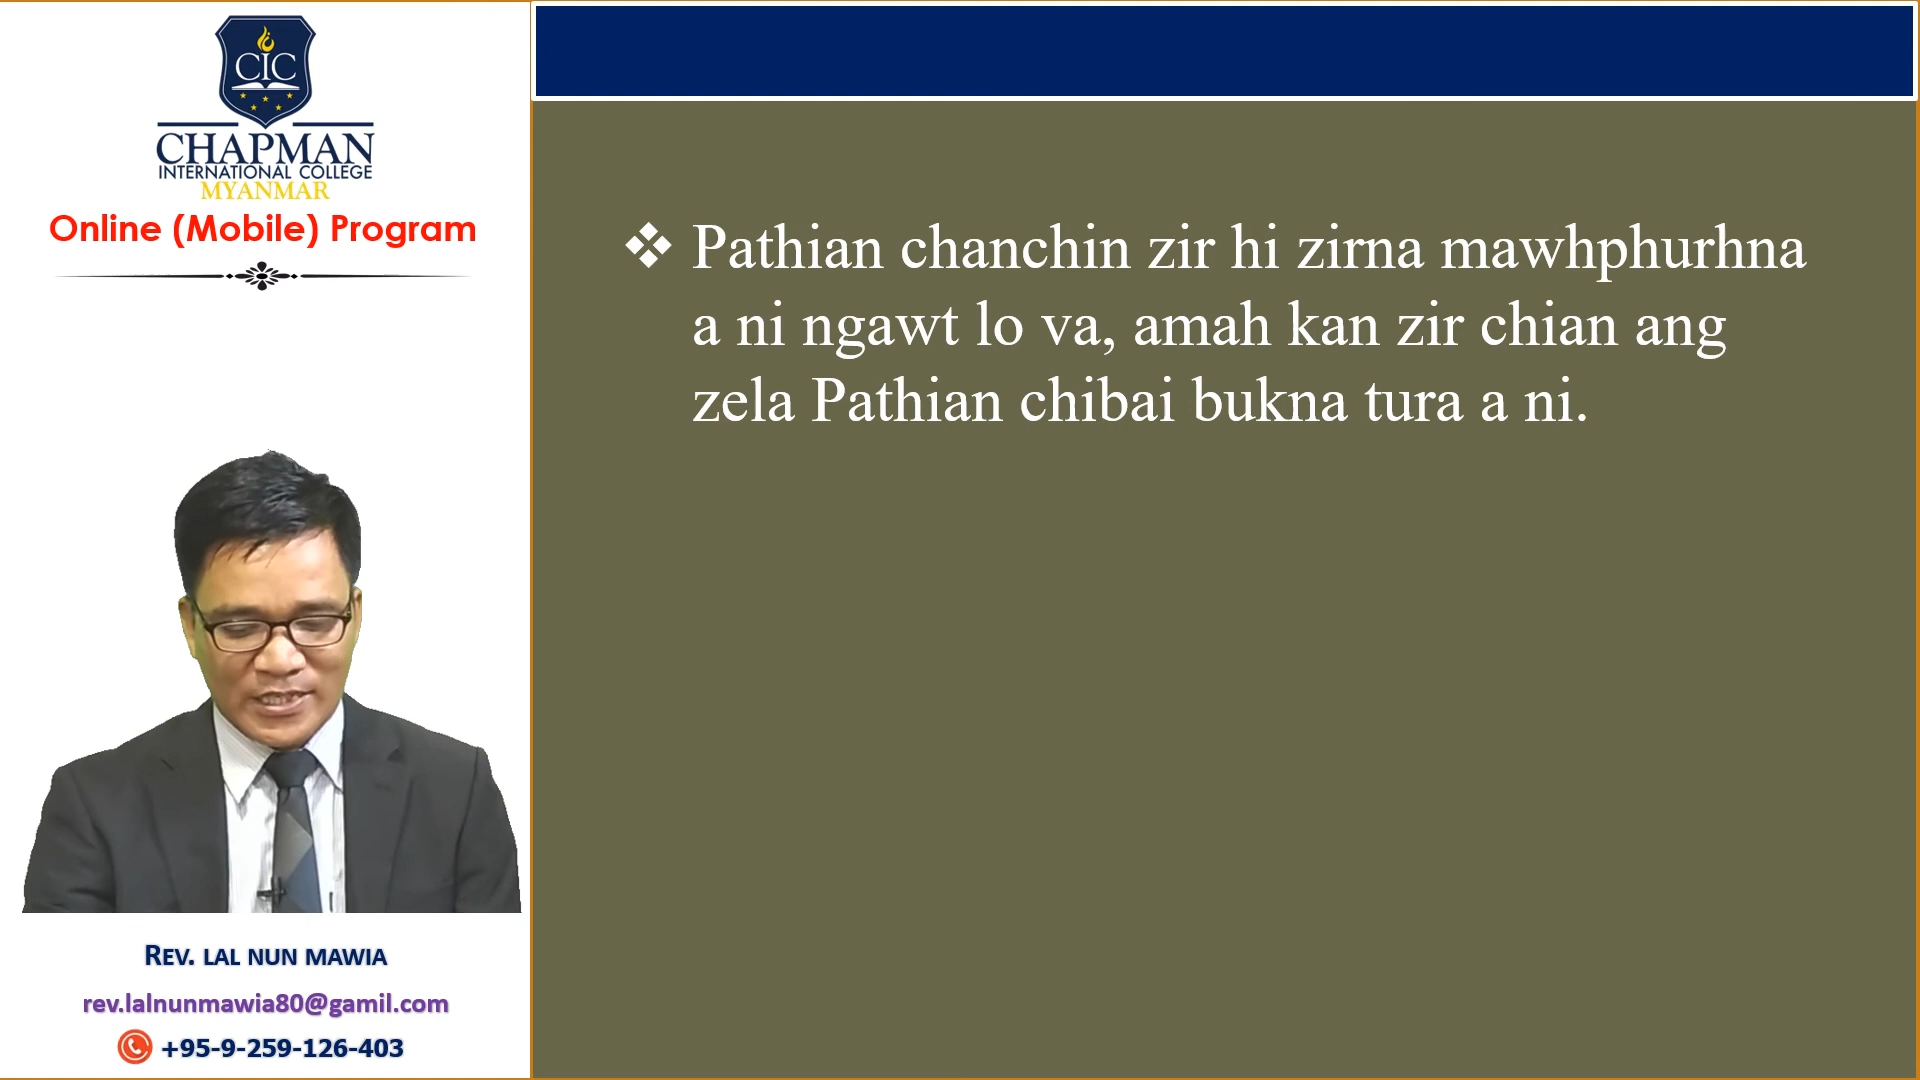 CIC
CHAPMAN
INTERNATIONAL COLLEGE
MYANMAR
Online (Mobile) Program
REV. LAL NUN MAWIA
rev.lalnunmawia80@gamil.com
+95-9-259-126-403
Pathian chanchin zir hi zirna mawhphurhna
a ni ngawt lo va, amah kan zir chian ang
zela Pathian chibai bukna tura a ni.